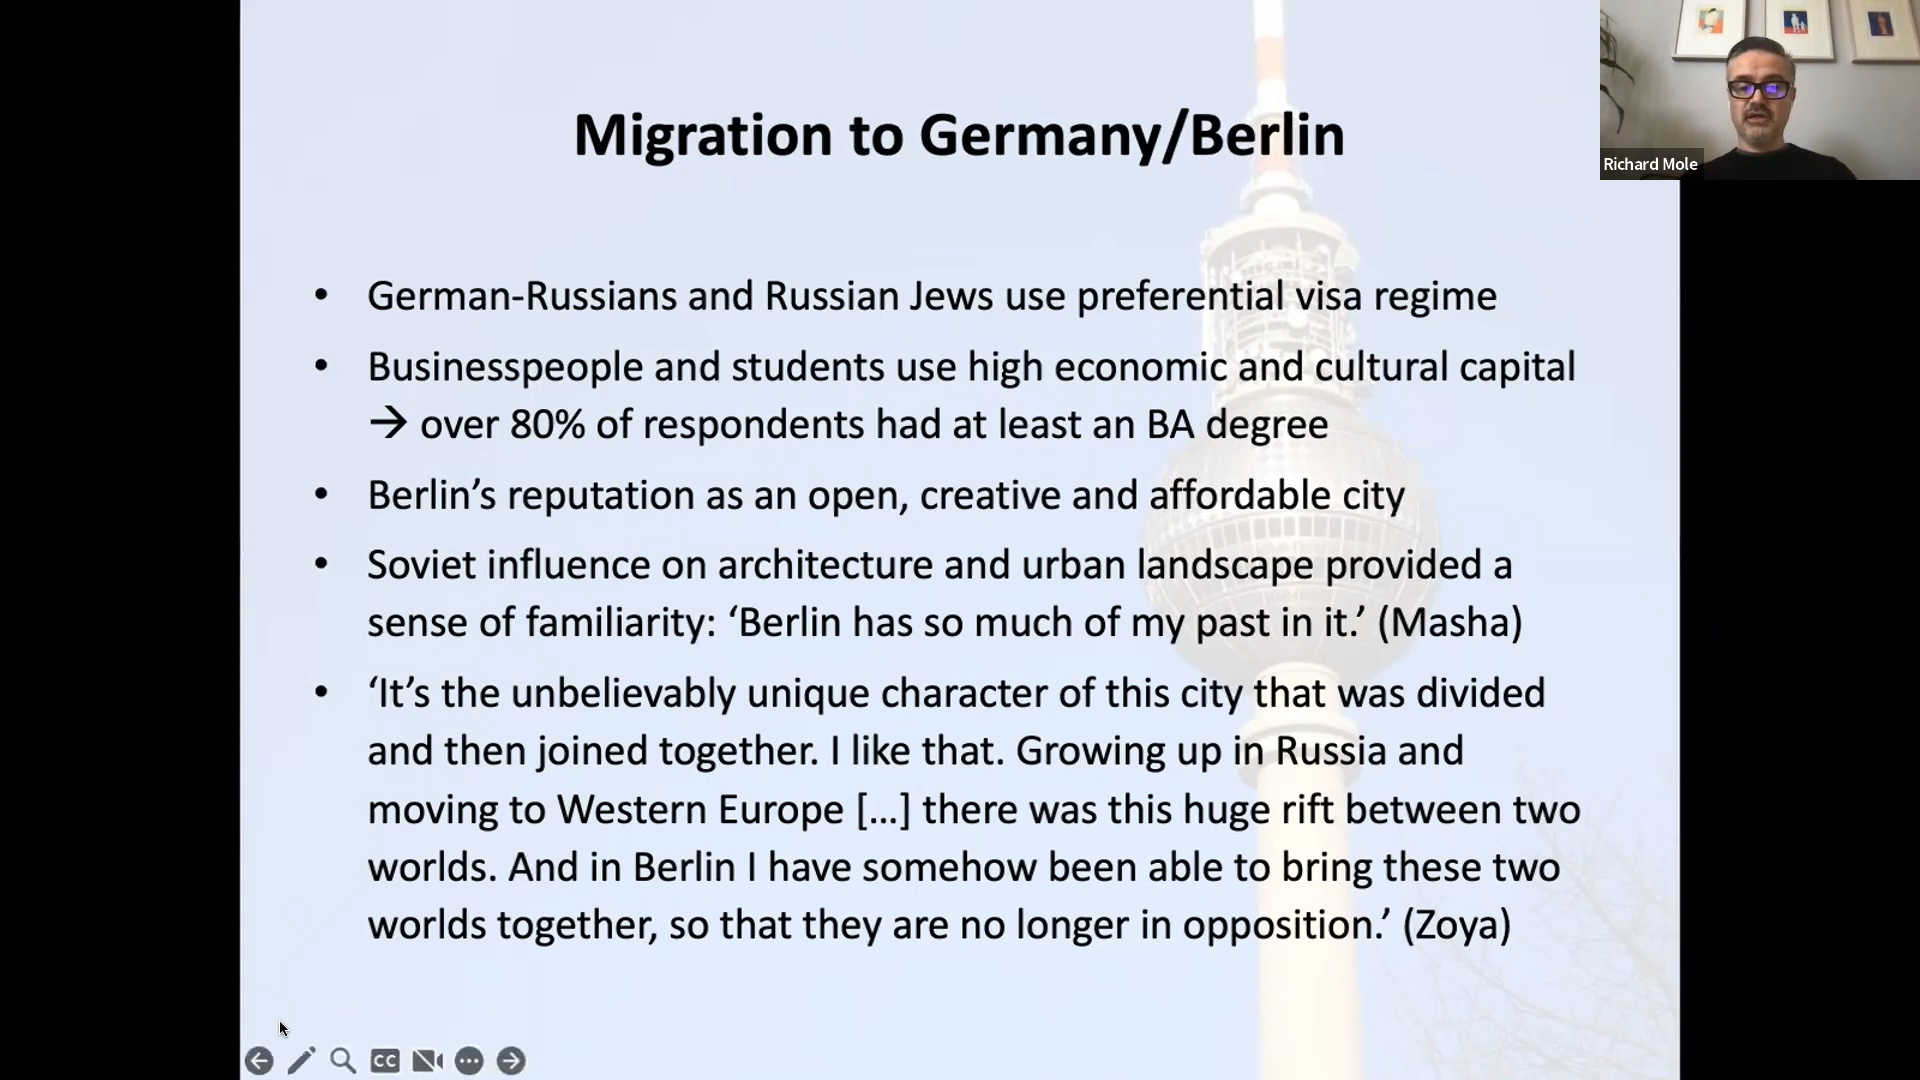 Migration to Germany/Berlin
Richard Mole
• German-Russians and Russian Jews use preferential visa regime
• Businesspeople and students use high economic and cultural capital
→ over 80% of respondents had at least an BA degree
• Berlin’s reputation as an open, creative and affordable city
• Soviet influence on architecture and urban landscape provided a
sense of familiarity: ‘Berlin has so much of my past in it.’ (Masha)
• ‘It’s the unbelievably unique character of this city that was divided
and then joined together. I like that. Growing up in Russia and
moving to Western Europe [...] there was this huge rift between two
worlds. And in Berlin I have somehow been able to bring these two
worlds together, so that they are no longer in opposition.’ (Zoya)
CC